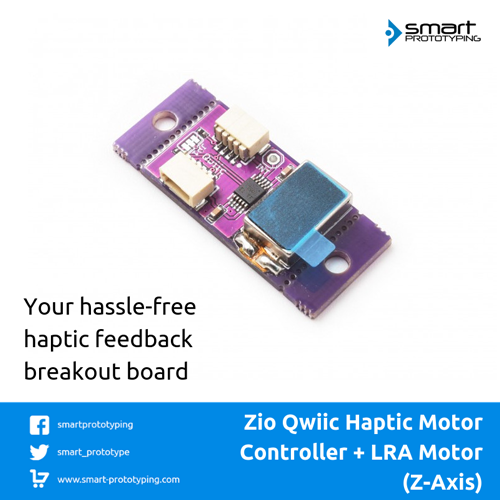 smart
PROTOTYPING
Your hassle-free
haptic feedback
breakout board
smartprototyping
smart_prototype
www.smart-prototyping.com
Zio Qwiic Haptic Motor
Controller + LRA Motor
(Z-Axis)